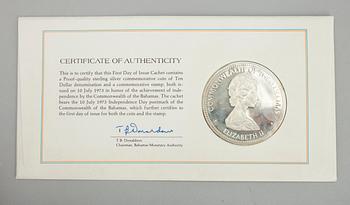 CERTIFICATE OF AUTHENTICITY
This is to certify that this First Day of Issue Cachet contains
a Proof-quality sterling silver commemorative coin of Ten
Dollar denomination and a commemorative stamp; both is-
sued on 10 July 1973 in honor of the achievement of inde-
pendence by the Commonwealth of the Bahamas. The cachet
bears the 10 July 1973 Independence Day postmark of the
Commonwealth of the Bahamas, which further certifies to
the first day of issue for both the coin and the stamp.
T B Donaldson
T B Donaldson
Chairman, Bahamas Monetary Authority
COMMONWEALTH OF THE BAHAMAS
ELIZABETH II